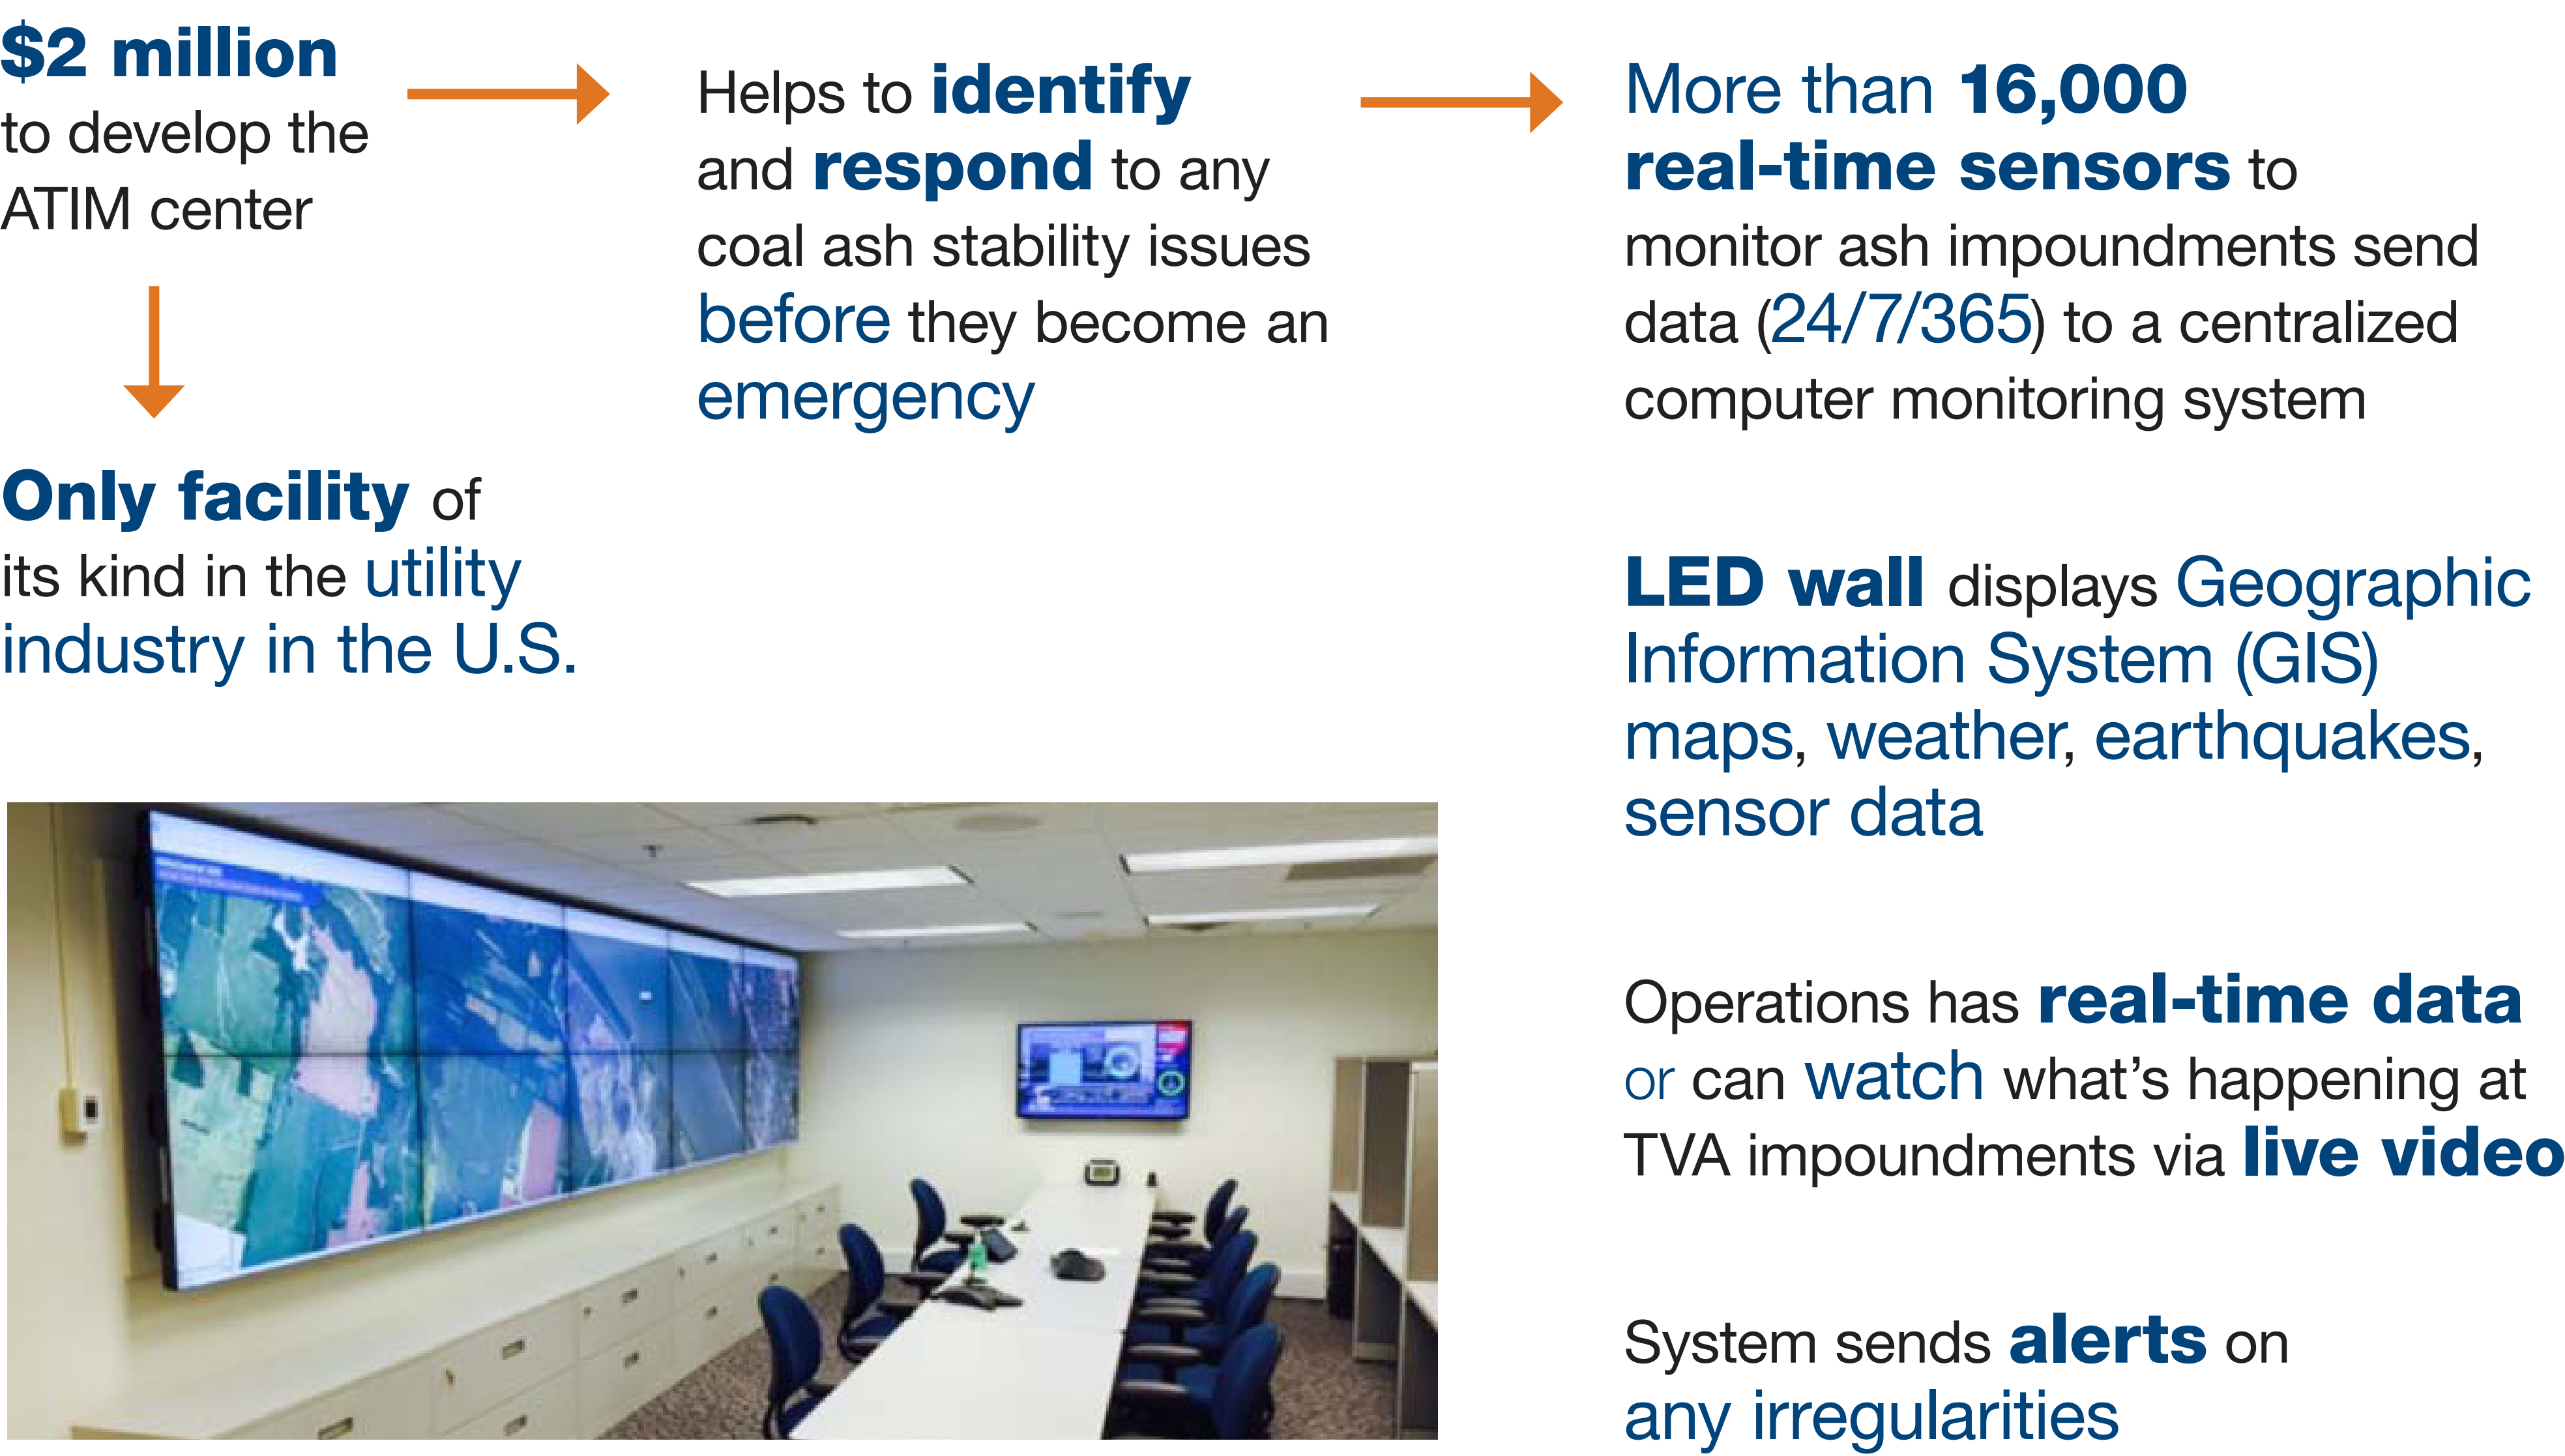 $2 million
to develop the
ATIM center
Only facility of
its kind in the utility
industry in the U.S.
Helps to identify
and respond to any
coal ash stability issues
before they become an
emergency
More than 16,000
real-time sensors to
monitor ash impoundments send
data (24/7/365) to a centralized
computer monitoring system
LED wall displays Geographic
Information System (GIS)
maps, weather, earthquakes,
sensor data
Operations has real-time data
or can watch what’s happening at
TVA impoundments via live video
System sends alerts on
any irregularities